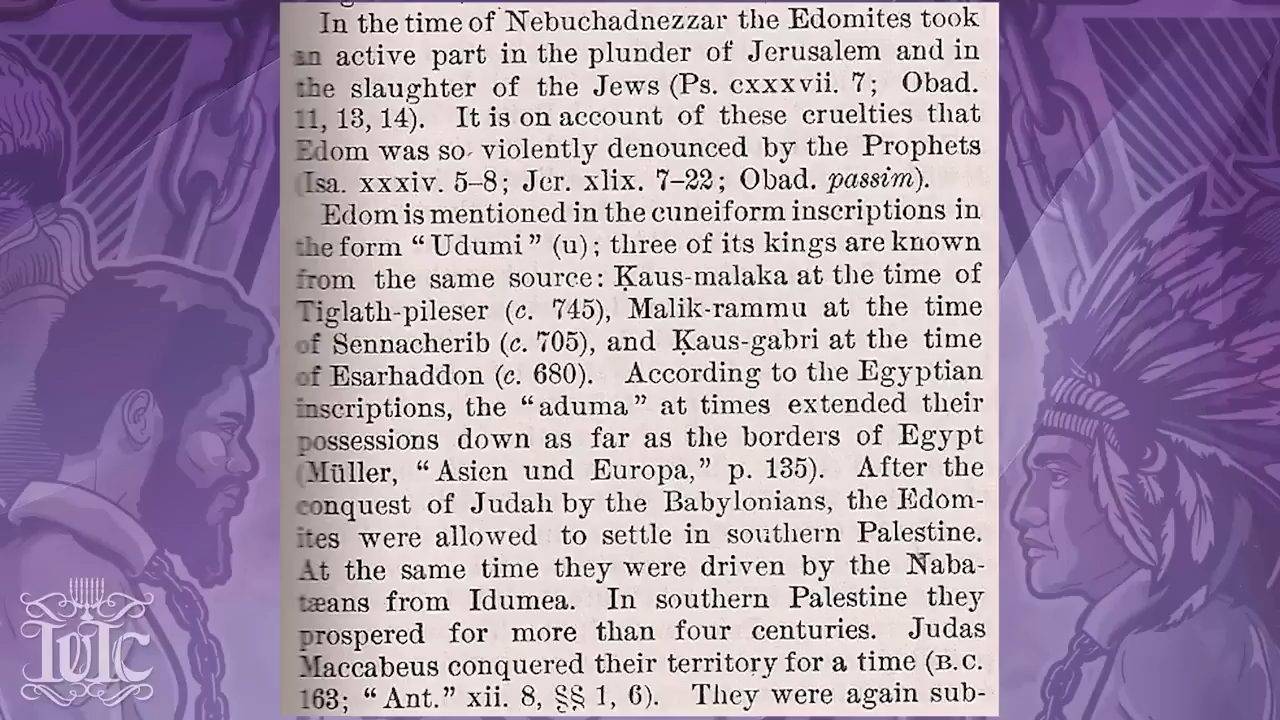 In the time of Nebuchadnezzar the Edomites took
an active part in the plunder of Jerusalem and in
the slaughter of the Jews (Ps. cxxxvii. 7; Obad.
11, 13, 14). It is on account of these cruelties that
Edom was so violently denounced by the Prophets
(Isa. xxxiv. 5–8; Jer. xlix. 7–22; Obad. passim).
Edom is mentioned in the cuneiform inscriptions in
the form “Udumi” (u); three of its kings are known
from the same source: Ḳaus-malaka at the time of
Tiglath-pileser (c. 745), Malik-rammu at the time
of Sennacherib (c. 705), and Ḳaus-gabri at the time
of Esarhaddon (c. 680). According to the Egyptian
inscriptions, the “aduma” at times extended their
possessions down as far as the borders of Egypt
(Müller, “Asien und Europa,” p. 135). After the
conquest of Judah by the Babylonians, the Edom-
ites were allowed to settle in southern Palestine.
At the same time they were driven by the Naba-
tæans from Idumea. In southern Palestine they
prospered for more than four centuries. Judas
Maccabeus conquered their territory for a time (B.C.
163; “Ant.” xii. 8, §§ 1, 6). They were again sub-
IUIC